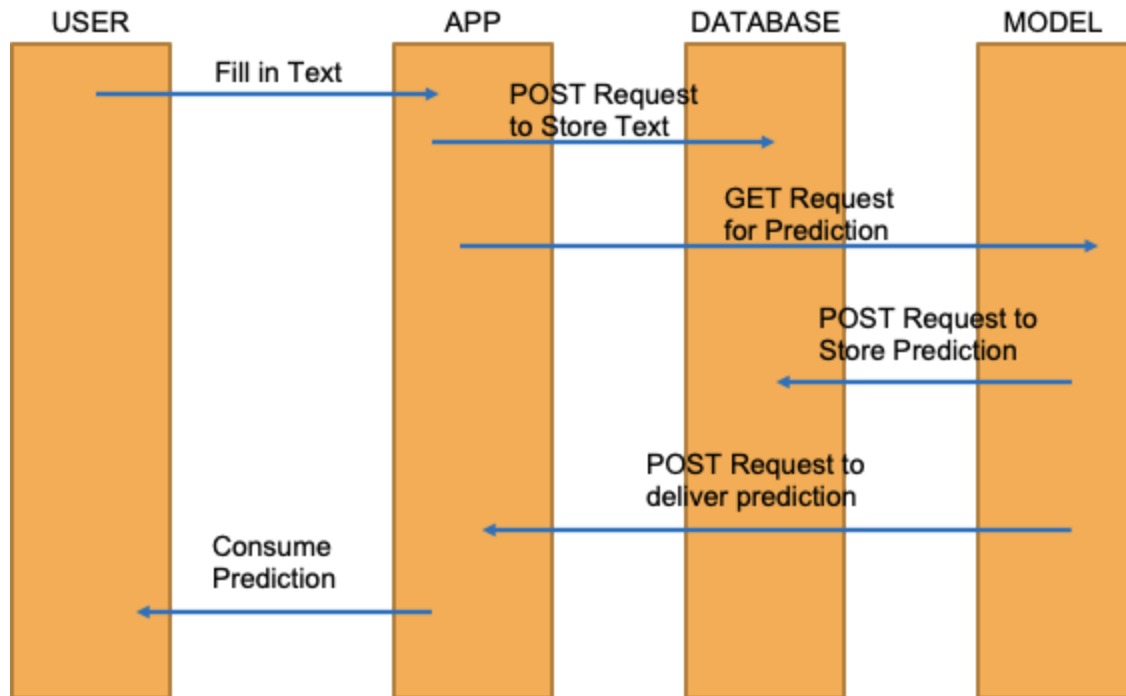 USER
APP
DATABASE
MODEL
Fill in Text
POST Request
to Store Text
GET Request
for Prediction
POST Request to
Store Prediction
POST Request to
deliver prediction
Consume
Prediction